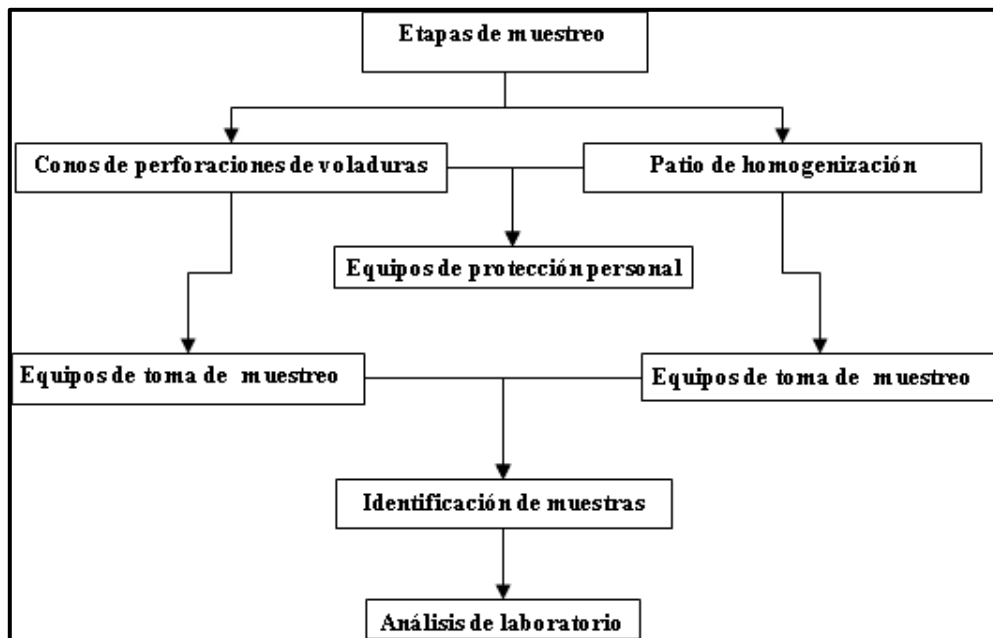 Etapas de muestreo
Conos de perforaciones de voladuras
Patio de homogenización
Equipos de protección personal
Equipos de toma de muestreo
Equipos de toma de muestreo
Identificación de muestras
Análisis de laboratorio